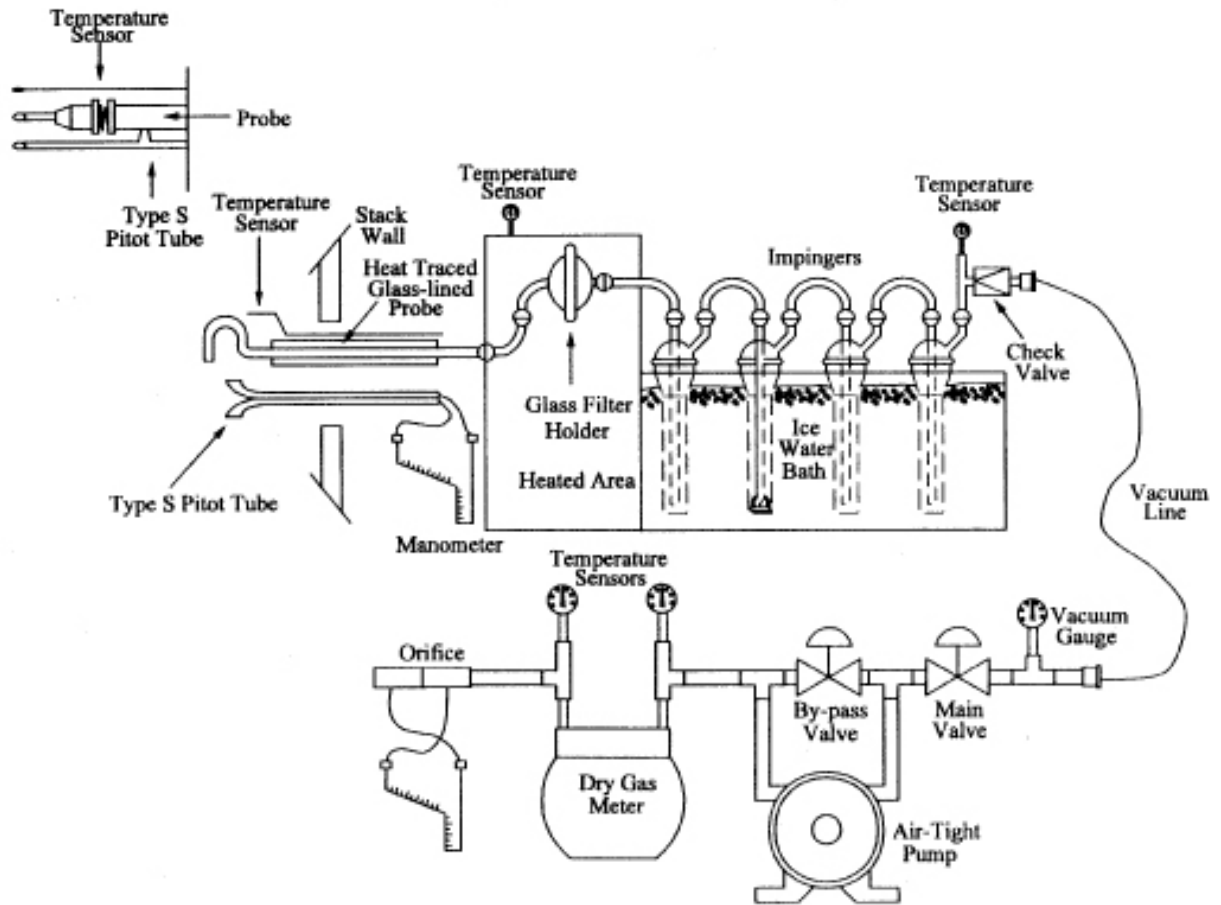 Temperature
Sensor
Probe
Type S
Pitot Tube
Temperature
Sensor
Stack
Wall
Heat Traced
Glass-lined
Probe
Temperature
Sensor
Impingers
Temperature
Sensor
Check
Valve
Glass Filter
Holder
Heated Area
Ice
Water
Bath
Type S Pitot Tube
Manometer
Vacuum
Line
Temperature
Sensors
Vacuum
Gauge
Orifice
By-pass
Valve
Main
Valve
Dry Gas
Meter
Air-Tight
Pump